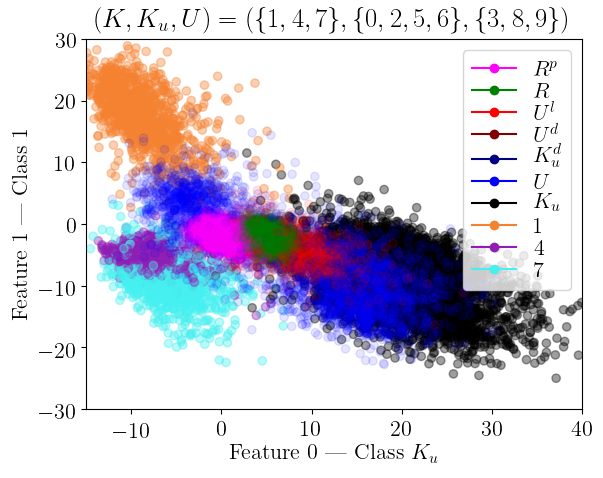 (K, K_u, U) = ({1, 4, 7}, {0, 2, 5, 6}, {3, 8, 9})
30
20
10
0
−10
−20
−30
Feature 1 — Class 1
R^p
R
U^l
U^d
K_u^d
U
K_u
1
4
7
−10
0
10
20
30
40
Feature 0 — Class K_u